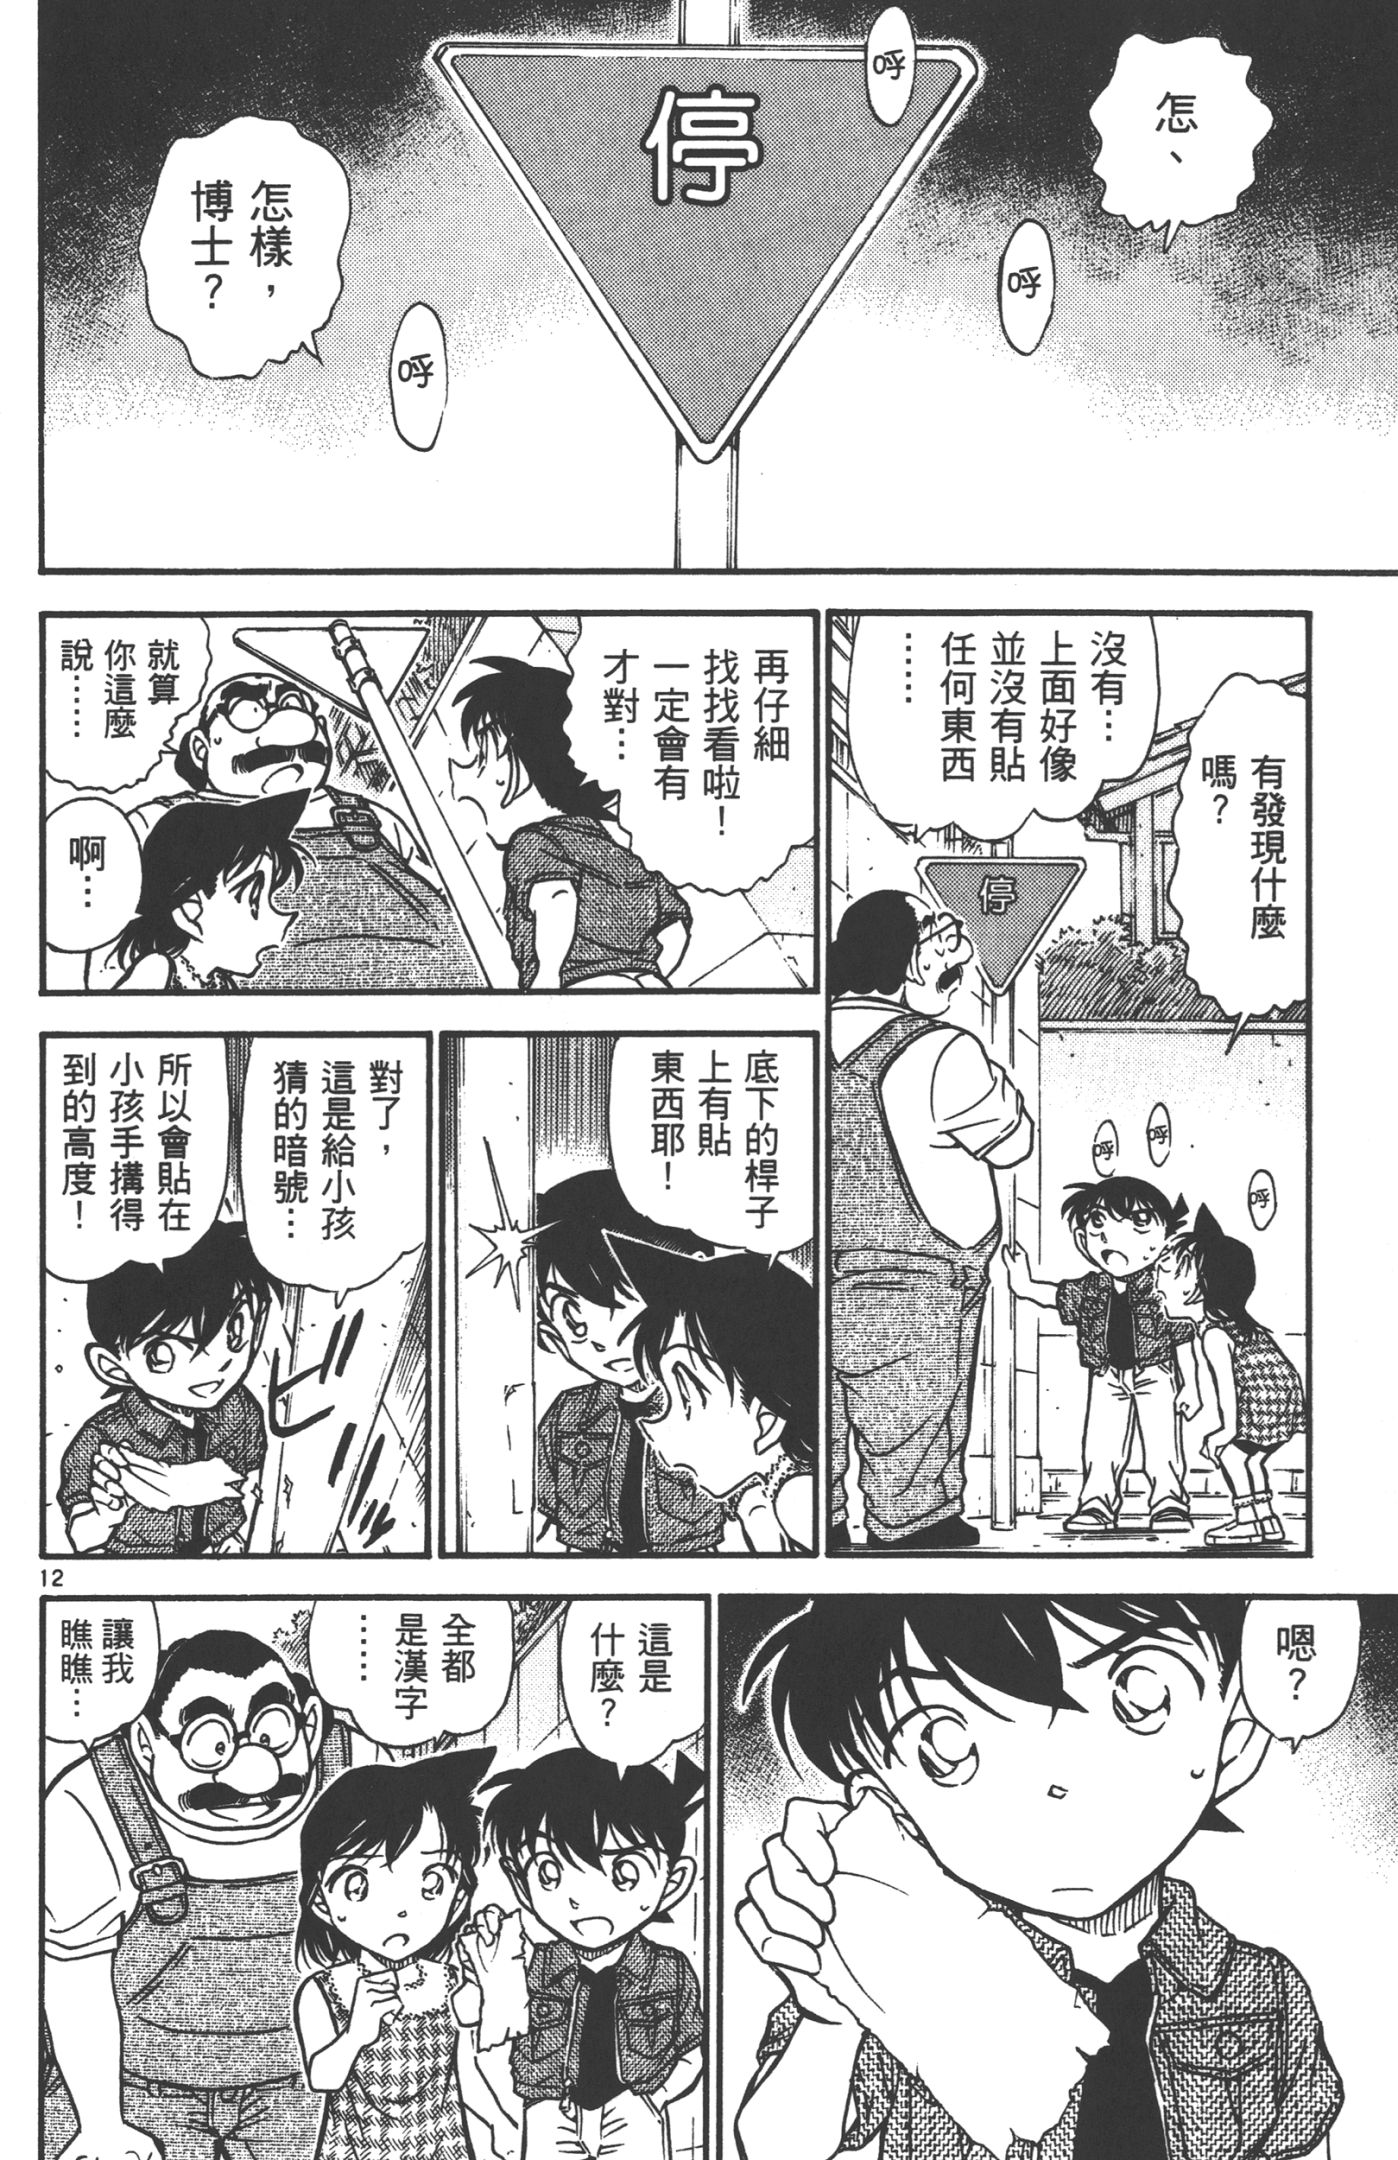 怎、
呼
停
呼
怎樣，
博士？
呼
有發現什麼
嗎？
沒有…
上面好像
並沒有貼
任何東西
……
停
呼
呼
呼
再仔細
找找看啦！
一定會有
才對…
就算
你這麼
說……
啊…
底下的桿子
上有貼
東西耶！
對了，
這是給小孩
猜的暗號…
所以會貼在
小孩手搆得
到的高度！
ビ
12
嗯？
這是
什麼？
全都
是漢字
……
讓我
瞧瞧…